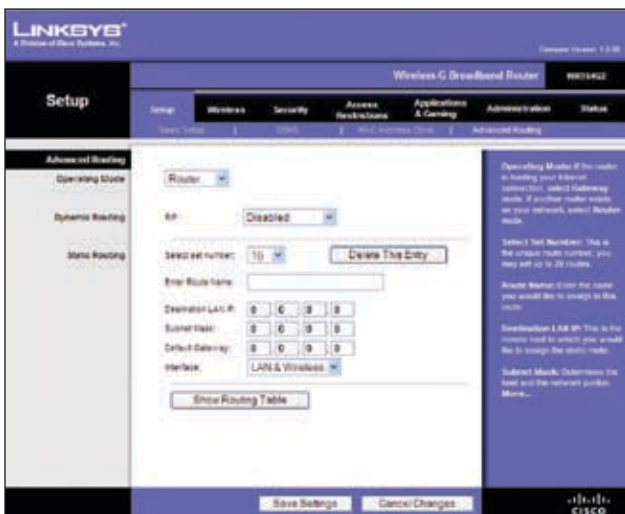 LINKSYS®
A Division of Cisco Systems, Inc.
Firmware Version: 1.0.00
Wireless-G Broadband Router
Setup
Setup Wireless Security Access Restrictions Applications & Gaming Administration Status
Basic Setup | DDNS | MAC Address Clone | Advanced Routing
Advanced Routing
Operating Mode
Router
Dynamic Routing
RIP:
Disabled
Static Routing
Select set number:
Delete This Entry
Enter Route Name:
Destination LAN IP: 0 . 0 . 0 . 0
Subnet Mask: 0 . 0 . 0 . 0
Default Gateway: 0 . 0 . 0 . 0
Interface: LAN & Wireless
Show Routing Table
Operating Mode: If the router
is hosting your Internet
connection, select Gateway
mode. If another router exists
on your network, select Router
mode.
Select Set Number: This is
the unique route number, you
may set up to 20 routes.
Route Name: Enter the name
you would like to assign to this
route.
Destination LAN IP: This is the
remote host to which you would
like to assign the static route.
Subnet Mask: Determines the
host and the network portion.
More...
Save Settings
Cancel Changes
CISCO